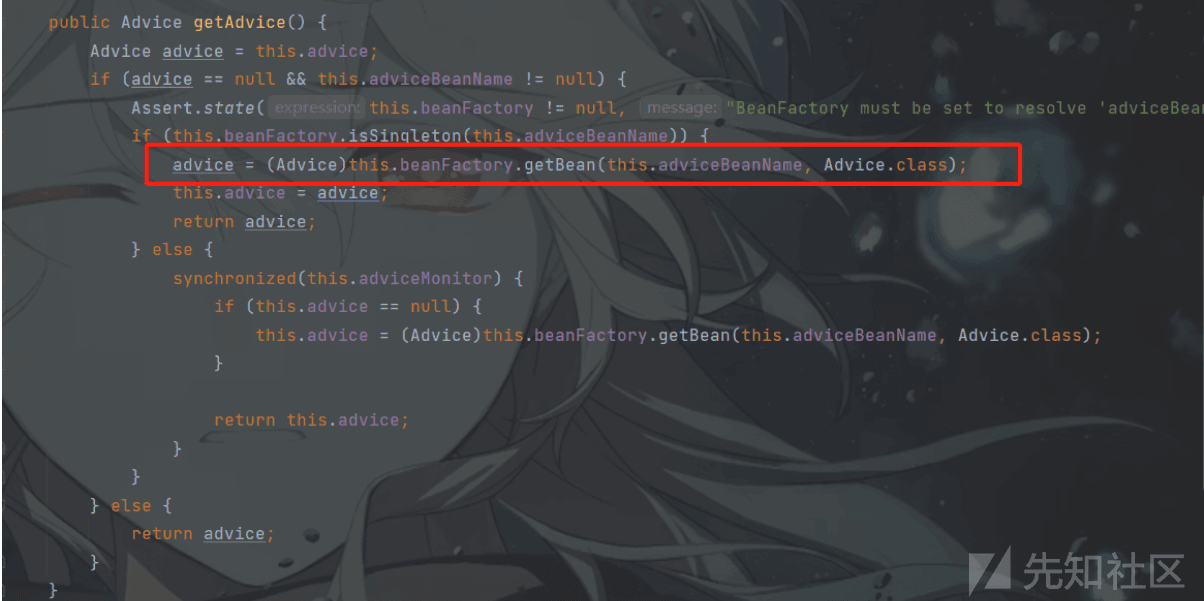 public Advice getAdvice() {
Advice advice = this.advice;
if (advice == null && this.adviceBeanName != null) {
Assert.state( expression: this.beanFactory != null, message: "BeanFactory must be set to resolve 'adviceBean
if (this.beanFactory.isSingleton(this.adviceBeanName)) {
advice = (Advice)this.beanFactory.getBean(this.adviceBeanName, Advice.class);
this.advice = advice;
return advice;
} else {
synchronized(this.adviceMonitor) {
if (this.advice == null) {
this.advice = (Advice)this.beanFactory.getBean(this.adviceBeanName, Advice.class);
}
return this.advice;
}
}
} else {
return advice;
}
}
先知社区